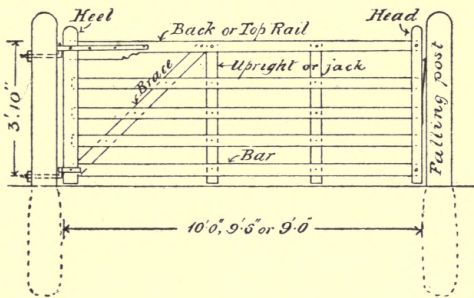 Heel
Head
Back or Top Rail
Upright or jack
Brace
3'.10"
Falling post
Bar
10'0", 9'.6" or 9'.0"